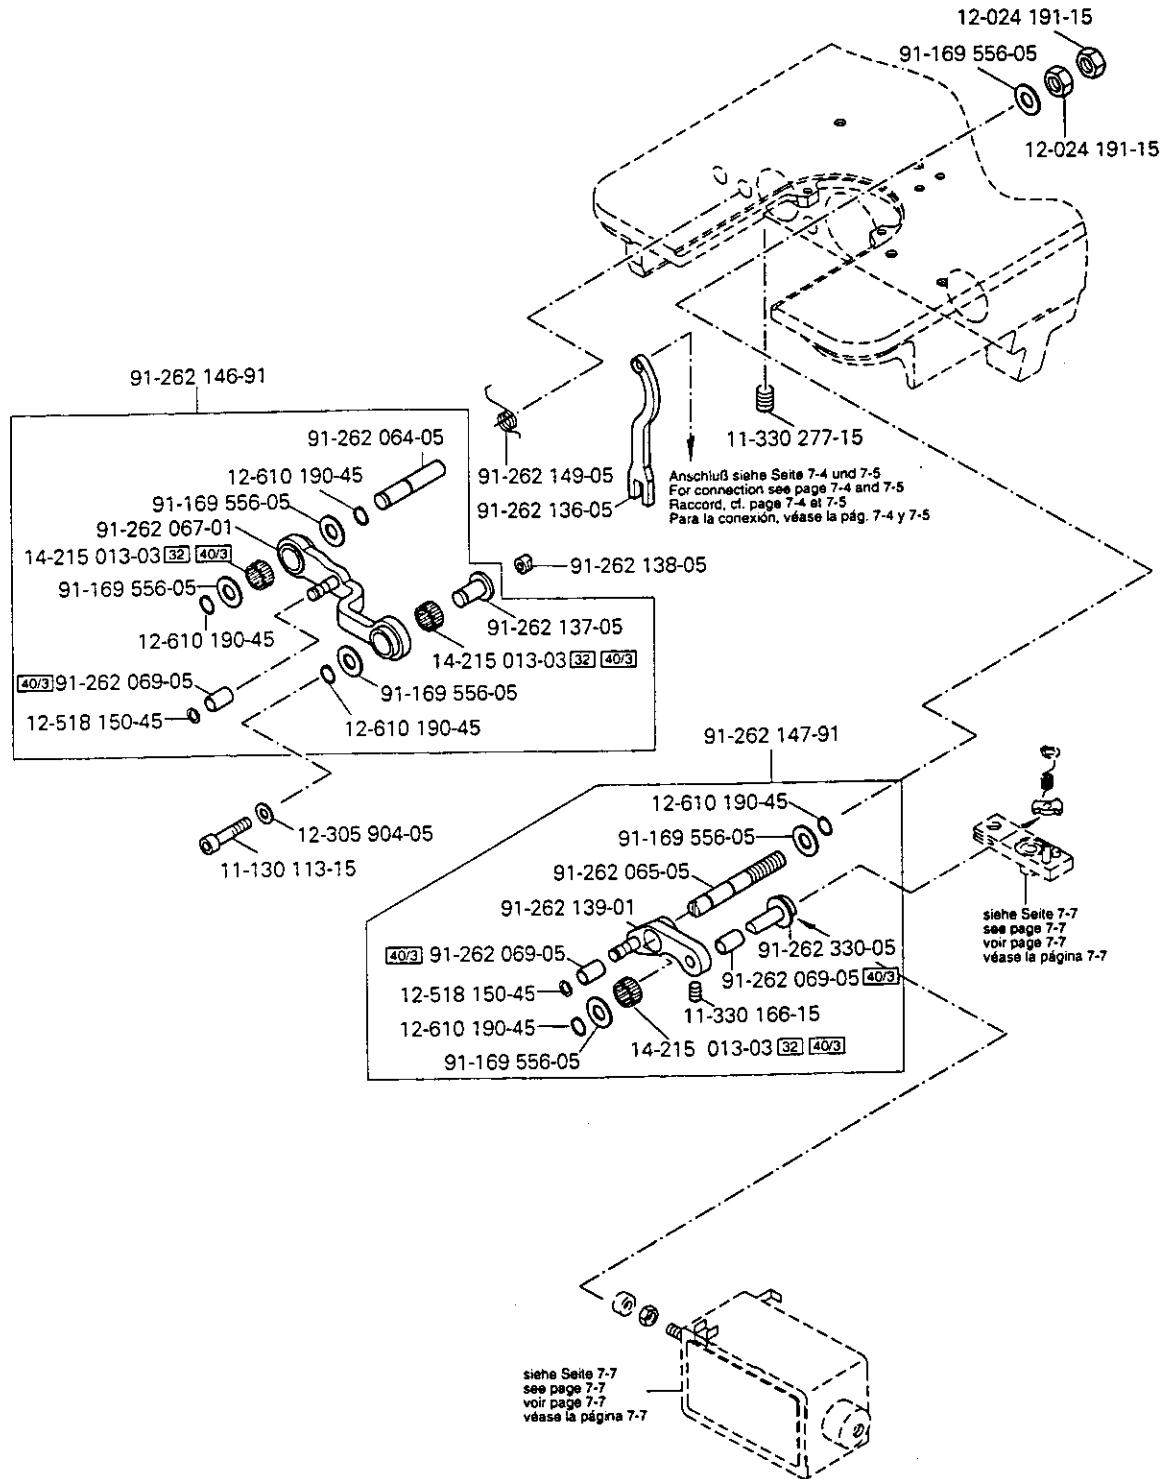 12-024 191-15
91-169 556-05
12-024 191-15
91-262 146-91
91-262 064-05
12-610 190-45
91-169 556-05
91-262 067-01
14-215 013-03 32 40/3
91-169 556-05
12-610 190-45
40/3 91-262 069-05
12-518 150-45
91-262 149-05
91-262 136-05
11-330 277-15
Anschluß siehe Seite 7-4 und 7-5
For connection see page 7-4 and 7-5
Raccord, cf. page 7-4 et 7-5
Para la conexión, véase la pág. 7-4 y 7-5
91-262 138-05
91-262 137-05
14-215 013-03 32 40/3
91-169 556-05
12-610 190-45
12-305 904-05
11-130 113-15
91-262 147-91
12-610 190-45
91-169 556-05
91-262 065-05
91-262 139-01
40/3 91-262 069-05
12-518 150-45
12-610 190-45
91-169 556-05
91-262 330-05
91-262 069-05 40/3
11-330 166-15
14-215 013-03 32 40/3
siehe Seite 7-7
see page 7-7
voir page 7-7
véase la página 7-7
siehe Seite 7-7
see page 7-7
voir page 7-7
véase la página 7-7